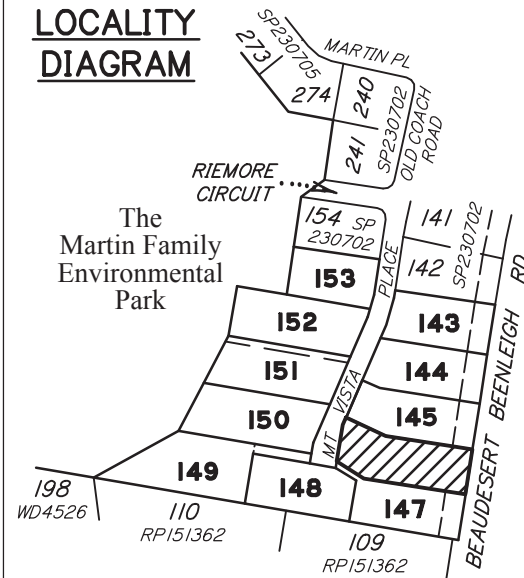 LOCALITY
DIAGRAM
SP230705
273
274
MARTIN PL
240
241
SP230702
OLD COACH
ROAD
RIEMORE
CIRCUIT
The
Martin Family
Environmental
Park
154 SP
230702
153
152
151
150
149
148
147
MT VISTA PLACE
141
142
SP230702
143
144
145
BEAUDESERT BEENLEIGH RD
198
WD4526
110
RP151362
109
RP151362